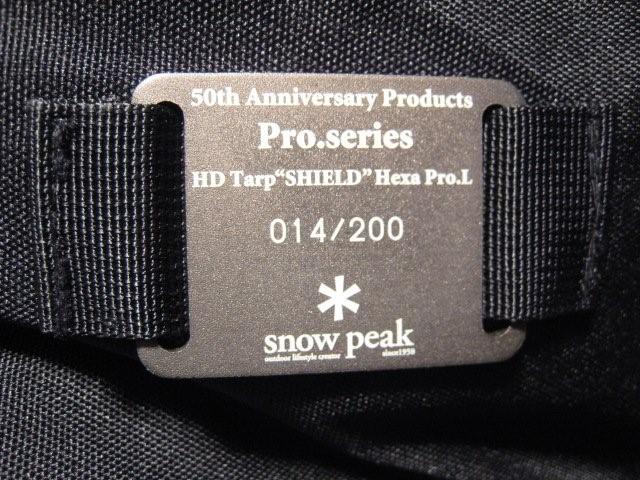 50th Anniversary Products
Pro.series
HD Tarp“SHIELD” Hexa Pro.L
014/200
snow peak
outdoor lifestyle creator since1958